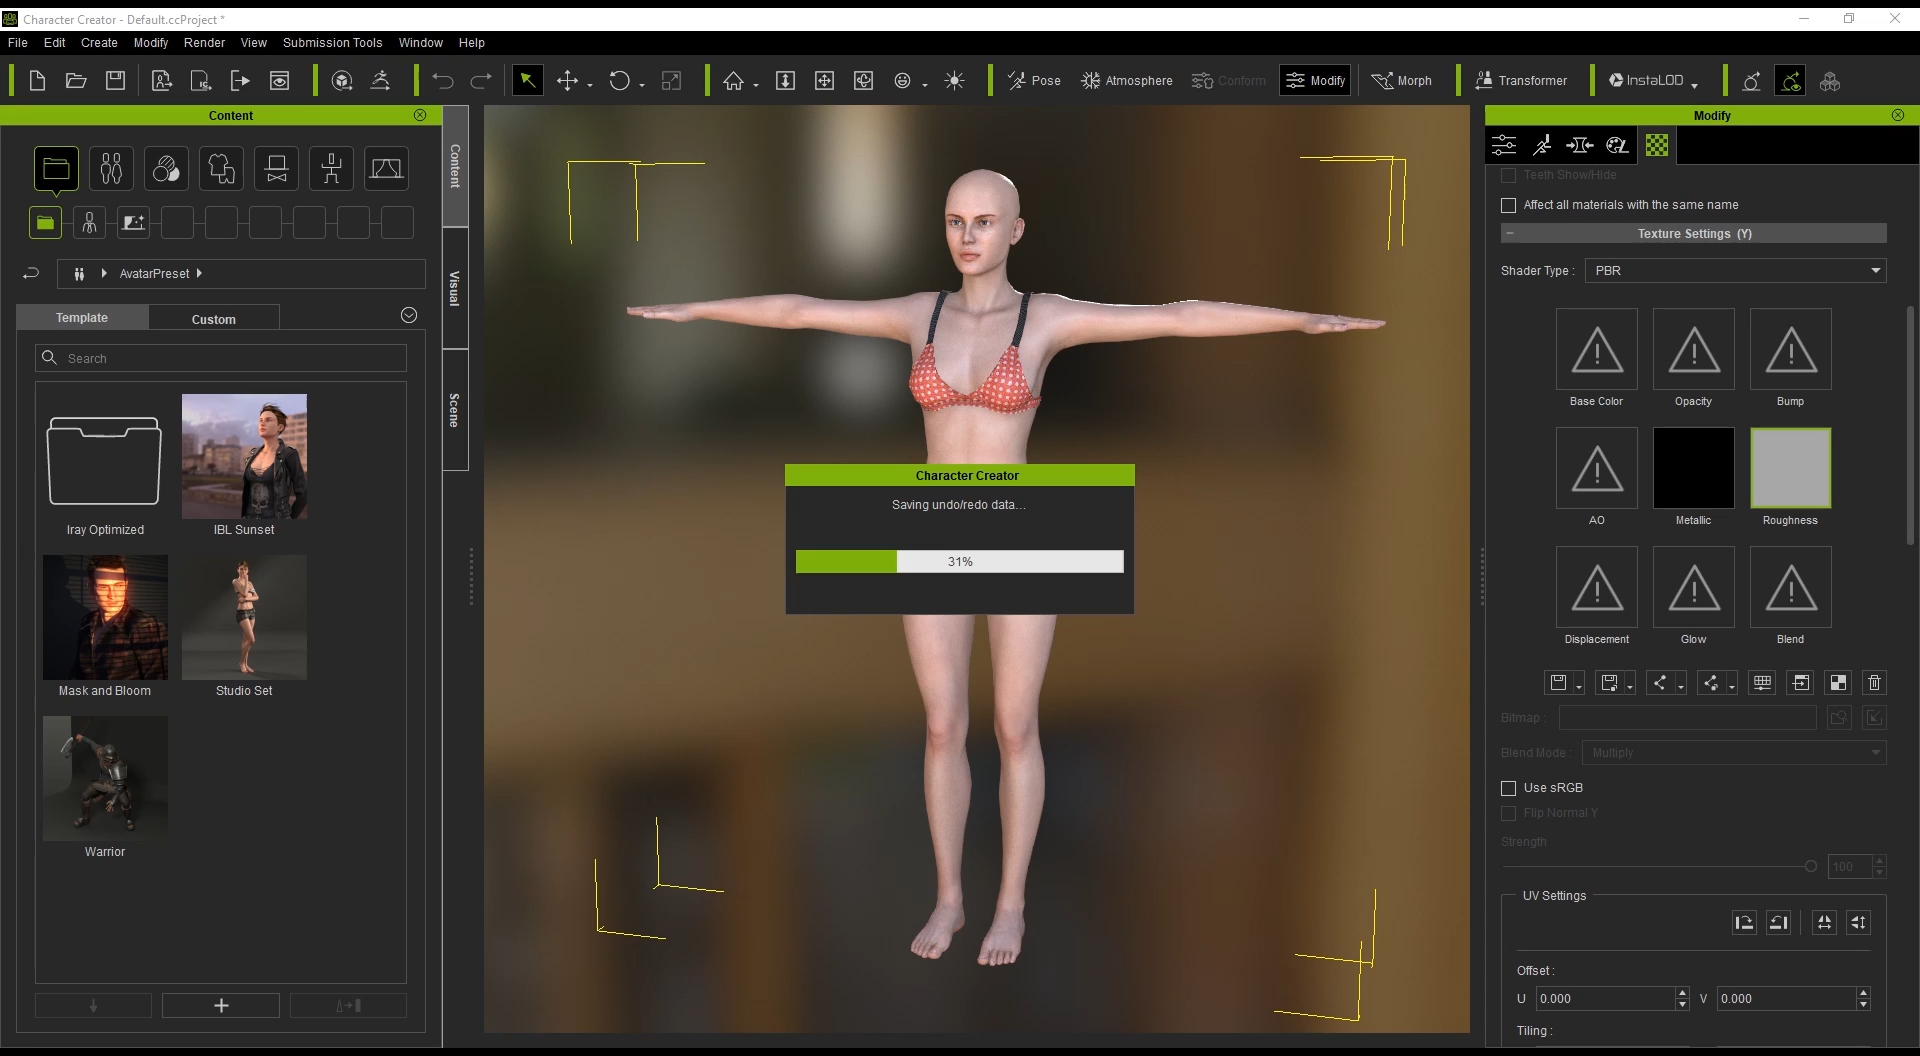 Character Creator - Default.ccProject *
File Edit Create Modify Render View Submission Tools Window Help
Pose Atmosphere Conform Modify Morph Transformer InstaLOD
Content
Content
Visual
Scene
AvatarPreset
Template Custom
Search
Iray Optimized
IBL Sunset
Mask and Bloom
Studio Set
Warrior
Character Creator
Saving undo/redo data...
31%
Modify
Teeth Show/Hide
Affect all materials with the same name
Texture Settings (Y)
Shader Type : PBR
Base Color Opacity Bump
AO Metallic Roughness
Displacement Glow Blend
Bitmap :
Blend Mode : Multiply
Use sRGB
Flip Normal Y
Strength
100
UV Settings
Offset :
U 0.000 V 0.000
Tiling :